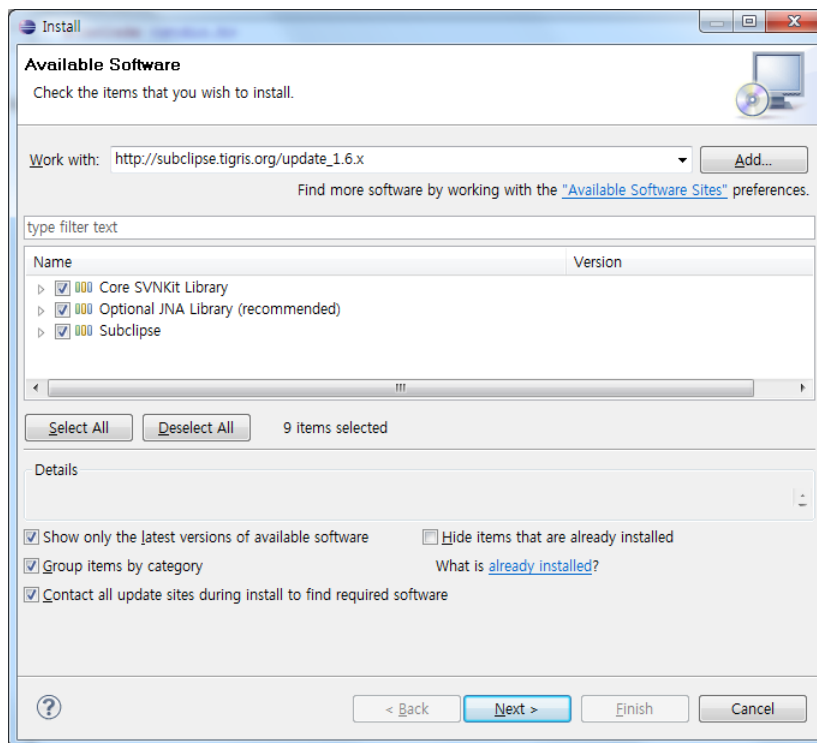 Install
Available Software
Check the items that you wish to install.
Work with: http://subclipse.tigris.org/update_1.6.x Add...
Find more software by working with the "Available Software Sites" preferences.
type filter text
Name Version
Core SVNKit Library
Optional JNA Library (recommended)
Subclipse
Select All Deselect All 9 items selected
Details
Show only the latest versions of available software Hide items that are already installed
Group items by category What is already installed?
Contact all update sites during install to find required software
< Back Next > Finish Cancel